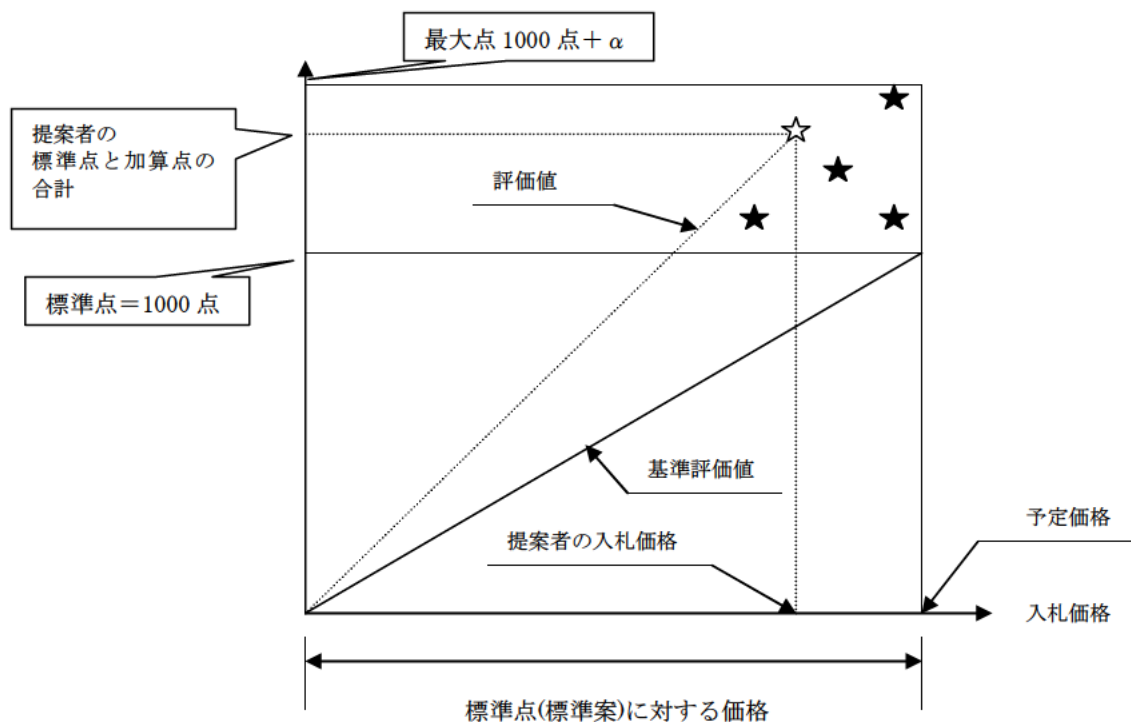 最大点 1000 点＋α
提案者の
標準点と加算点の
合計
評価値
標準点＝1000 点
基準評価値
予定価格
提案者の入札価格
入札価格
標準点(標準案)に対する価格